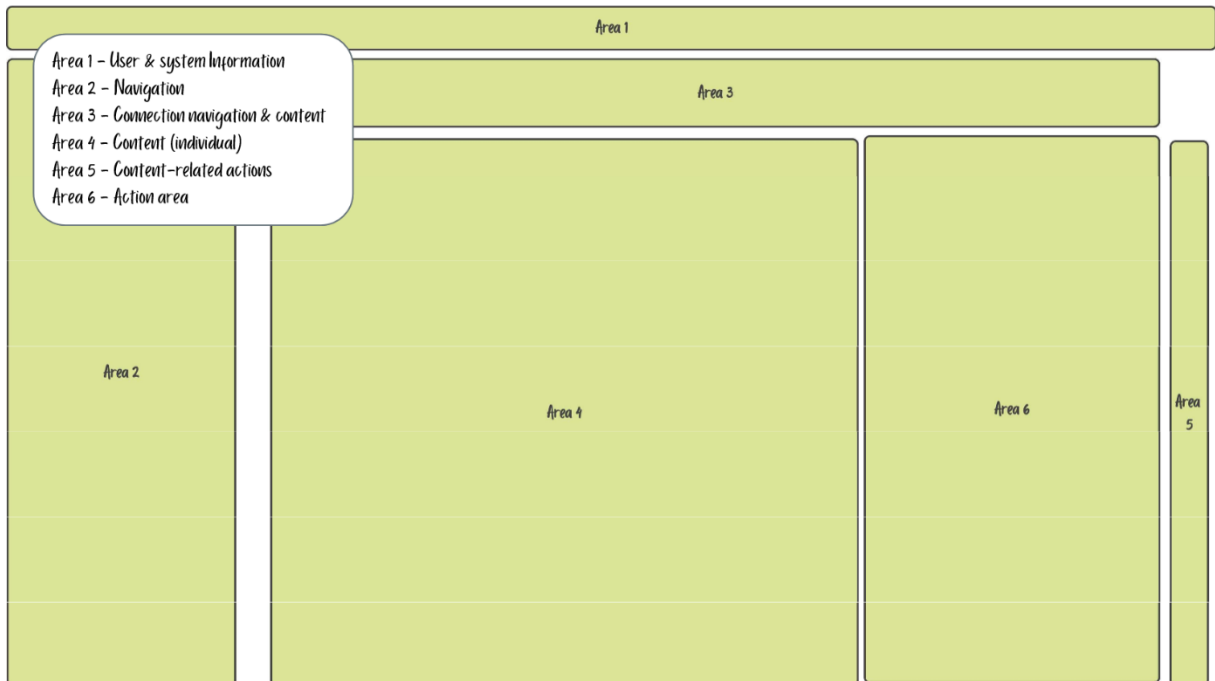 Area 1
Area 1 - User & system Information
Area 2 - Navigation
Area 3 - Connection navigation & content
Area 4 - Content (individual)
Area 5 - Content-related actions
Area 6 - Action area
Area 3
Area 2
Area 4
Area 6
Area
5